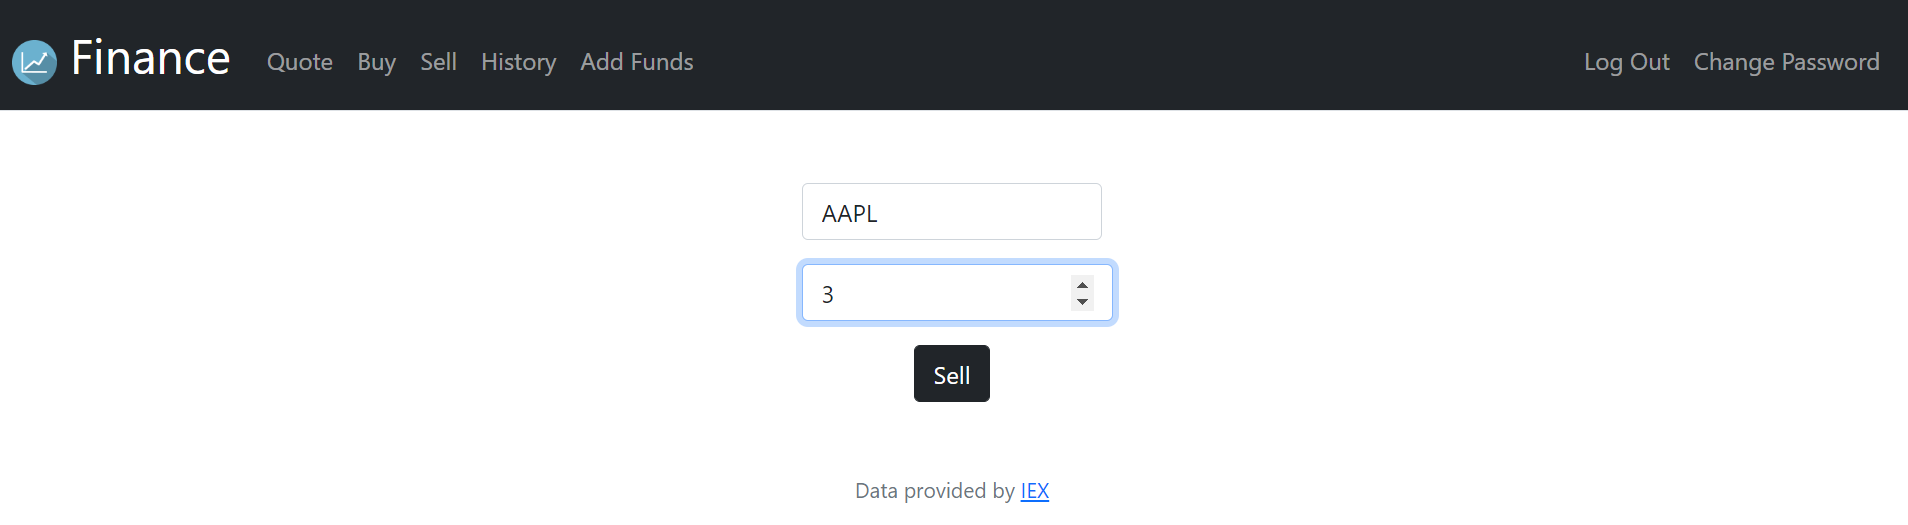 Finance Quote Buy Sell History Add Funds Log Out Change Password
AAPL
3
Sell
Data provided by IEX